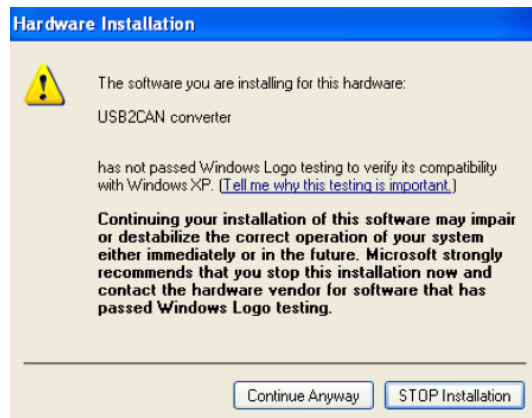 Hardware Installation
The software you are installing for this hardware:
USB2CAN converter
has not passed Windows Logo testing to verify its compatibility
with Windows XP. (Tell me why this testing is important.)
Continuing your installation of this software may impair
or destabilize the correct operation of your system
either immediately or in the future. Microsoft strongly
recommends that you stop this installation now and
contact the hardware vendor for software that has
passed Windows Logo testing.
Continue Anyway STOP Installation